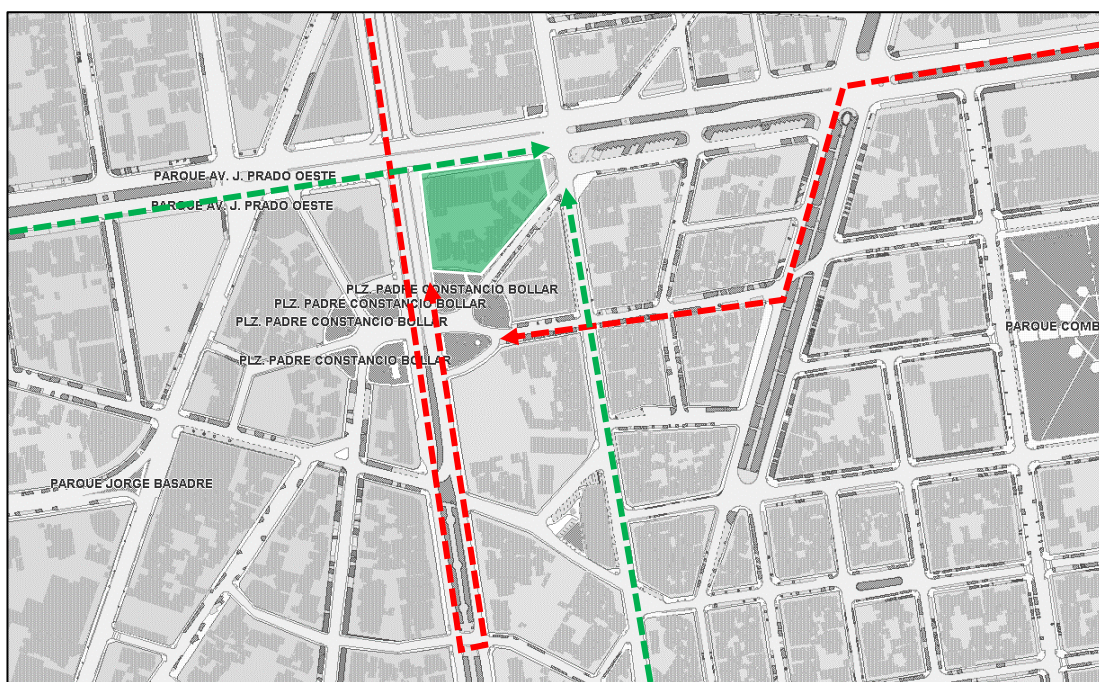 PARQUE AV. J. PRADO OESTE
PARQUE AV. J. PRADO OESTE
PLZ. PADRE CONSTANCIO BOLLAR
PLZ. PADRE CONSTANCIO BOLLAR
PLZ. PADRE CONSTANCIO BOLLAR
PARQUE COMB
PLZ. PADRE CONSTANCIO BOLLAR
PARQUE JORGE BASADRE